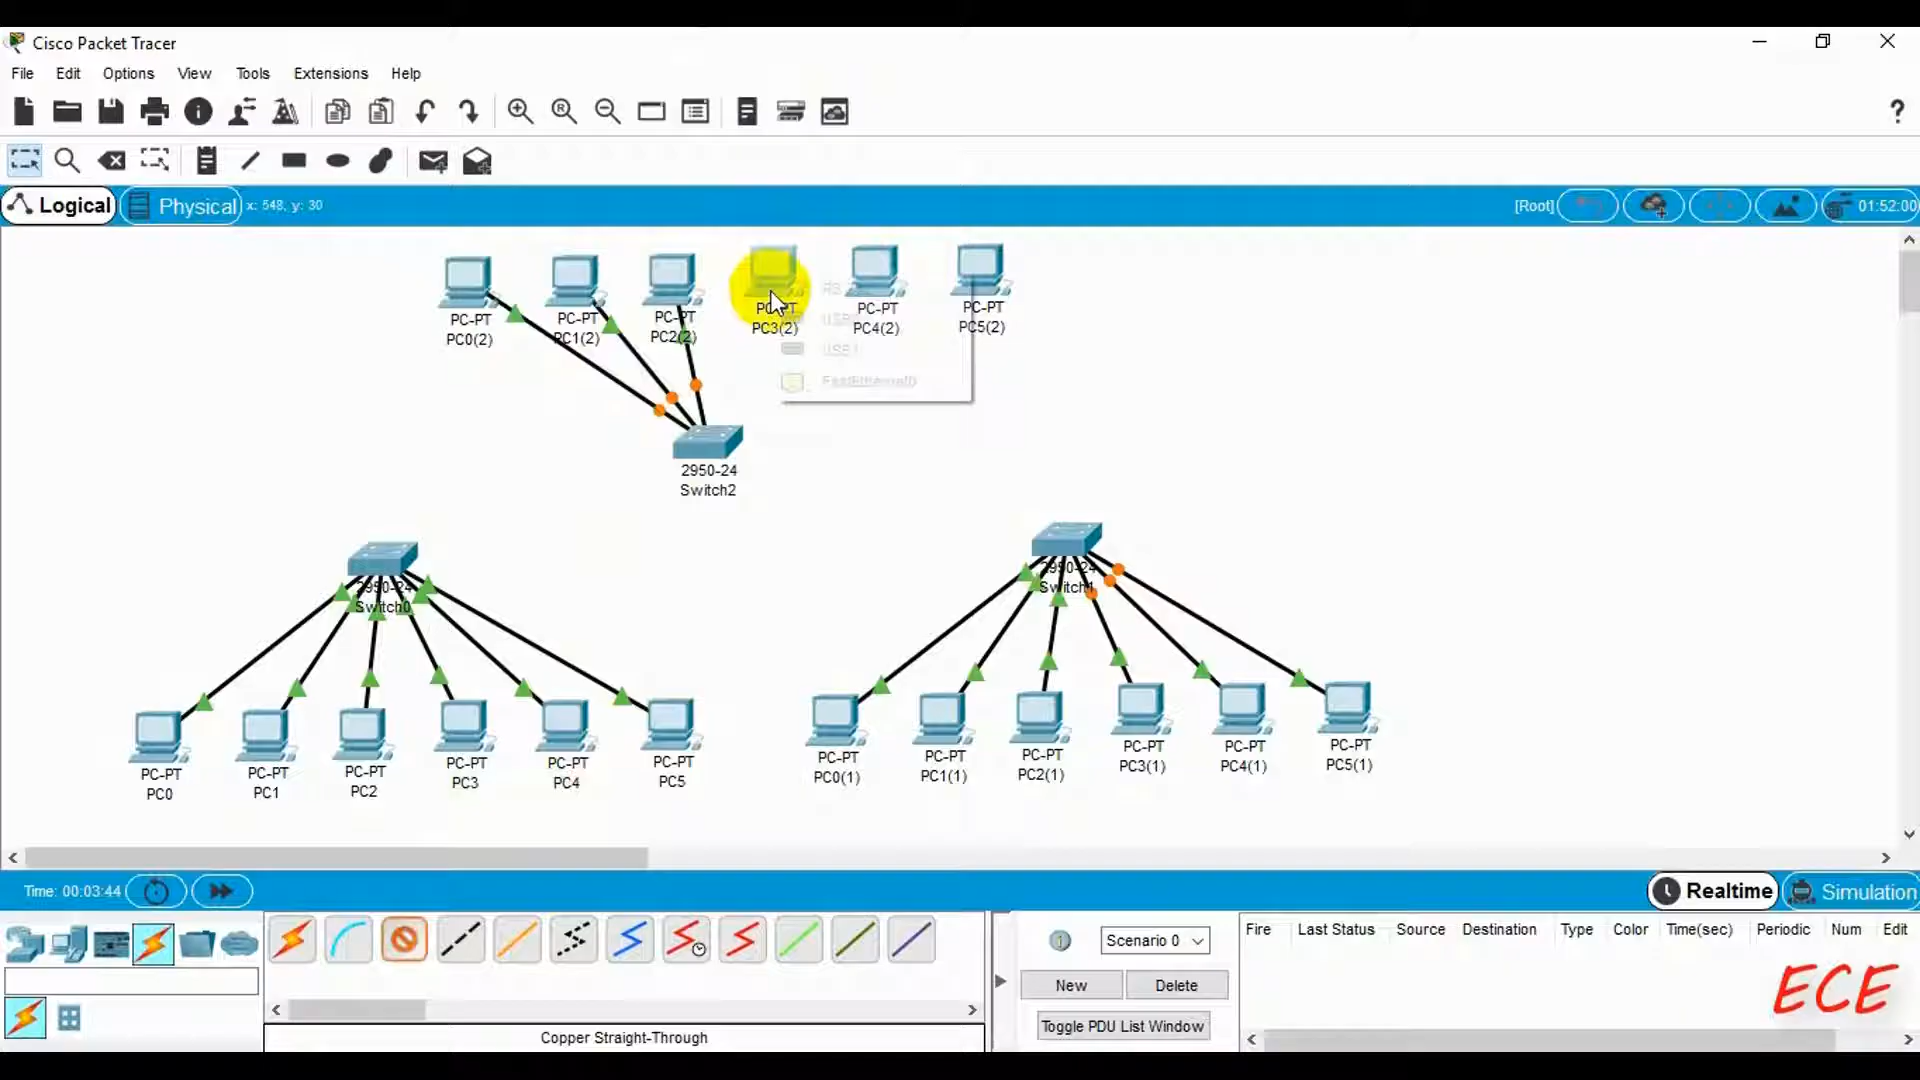 Cisco Packet Tracer
File Edit Options View Tools Extensions Help
Logical Physical x: 548, y: 30 [Root] 01:52:00
PC-PT PC0(2)
PC-PT PC1(2)
PC-PT PC2(2)
PC-PT PC3(2)
PC-PT PC4(2)
PC-PT PC5(2)
USB1
FastEthernet0
2950-24
Switch2
2950-24
Switch0
2950-24
Switch1
PC-PT PC0
PC-PT PC1
PC-PT PC2
PC-PT PC3
PC-PT PC4
PC-PT PC5
PC-PT PC0(1)
PC-PT PC1(1)
PC-PT PC2(1)
PC-PT PC3(1)
PC-PT PC4(1)
PC-PT PC5(1)
Time: 00:03:44 Realtime Simulation
Scenario 0
New Delete
Toggle PDU List Window
Fire Last Status Source Destination Type Color Time(sec) Periodic Num Edit
ECE
Copper Straight-Through